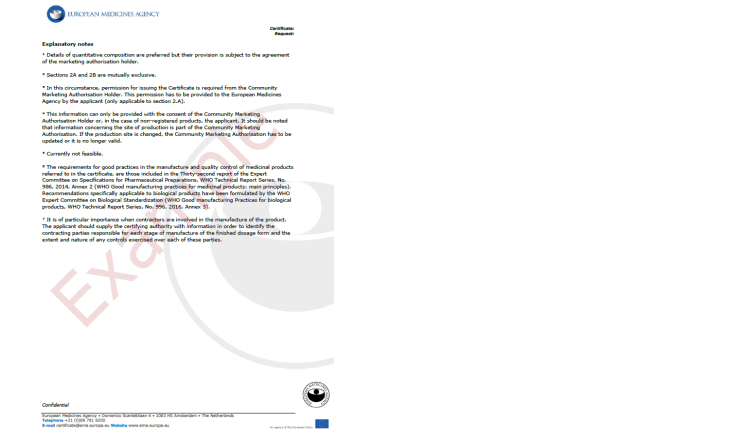 EUROPEAN MEDICINES AGENCY
Certificate:
Request:
Explanatory notes
* Details of quantitative composition are preferred but their provision is subject to the agreement
of the marketing authorisation holder.
* Sections 2A and 2B are mutually exclusive.
* In this circumstance, permission for issuing the Certificate is required from the Community
Marketing Authorisation Holder. This permission has to be provided to the European Medicines
Agency by the applicant (only applicable to section 2.A).
* This information can only be provided with the consent of the Community Marketing
Authorisation Holder or, in the case of non-registered products, the applicant. It should be noted
that information concerning the site of production is part of the Community Marketing
Authorisation. If the production site is changed, the Community Marketing Authorisation has to be
updated or it is no longer valid.
* Currently not feasible.
* The requirements for good practices in the manufacture and quality control of medicinal products
referred to in the certificate, are those included in the Thirty-second report of the Expert
Committee on Specifications for Pharmaceutical Preparations, WHO Technical Report Series, No.
986, 2014, Annex 2 (WHO Good manufacturing practices for medicinal products: main principles).
Recommendations specifically applicable to biological products have been formulated by the WHO
Expert Committee on Biological Standardization (WHO Good manufacturing Practices for biological
products, WHO Technical Report Series, No. 996, 2016, Annex 3).
* It is of particular importance when contractors are involved in the manufacture of the product.
The applicant should supply the certifying authority with information in order to identify the
contracting parties responsible for each stage of manufacture of the finished dosage form and the
extent and nature of any controls exercised over each of these parties.
Example
Confidential
European Medicines Agency • Domenico Scarlattilaan 6 • 1083 HS Amsterdam • The Netherlands
Telephone +31 (0)88 781 6000
E-mail certificate@ema.europa.eu Website www.ema.europa.eu
An agency of the European Union